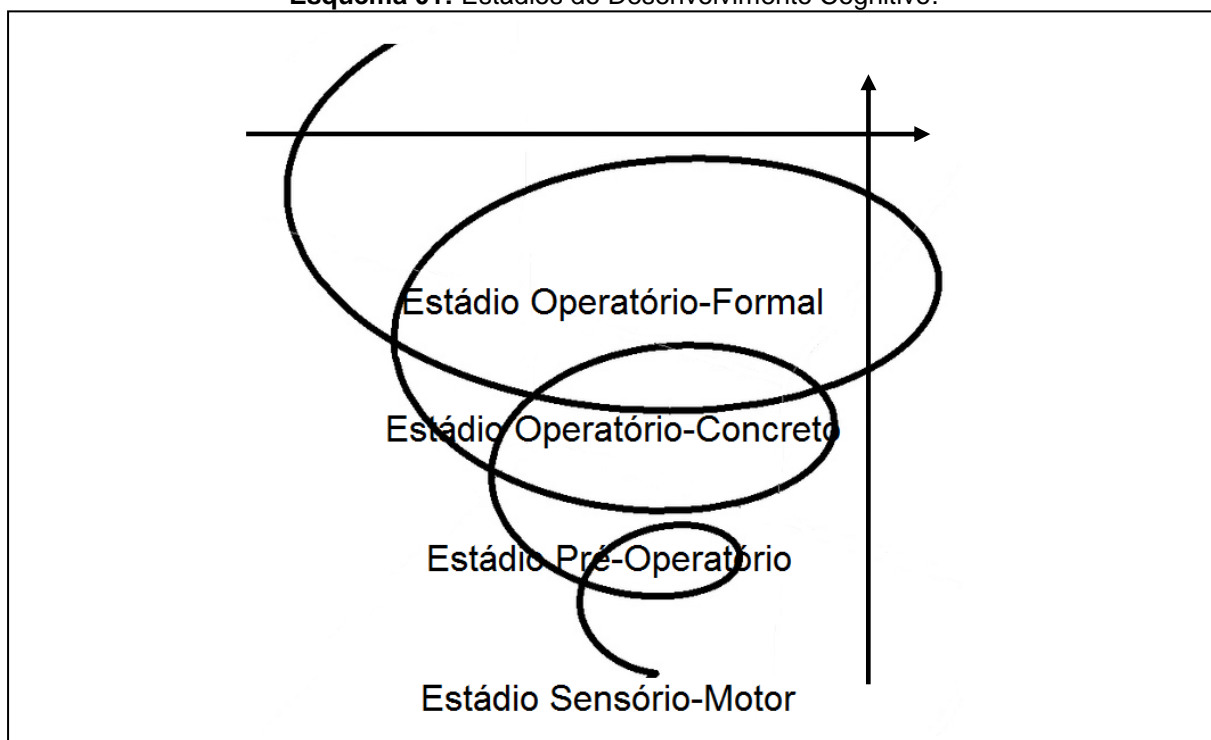 Esquema 01: Estádios do Desenvolvimento Cognitivo.
Estádio Operatório-Formal
Estádio Operatório-Concreto
Estádio Pré-Operatório
Estádio Sensório-Motor